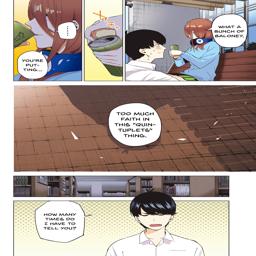 WHAT A
BUNCH OF
BALONEY.
...
YOU'RE
PUT-
TING...
TOO MUCH
FAITH IN
THIS "QUIN-
TUPLETS"
THING.
HOW MANY
TIMES DO
I HAVE TO
TELL YOU?